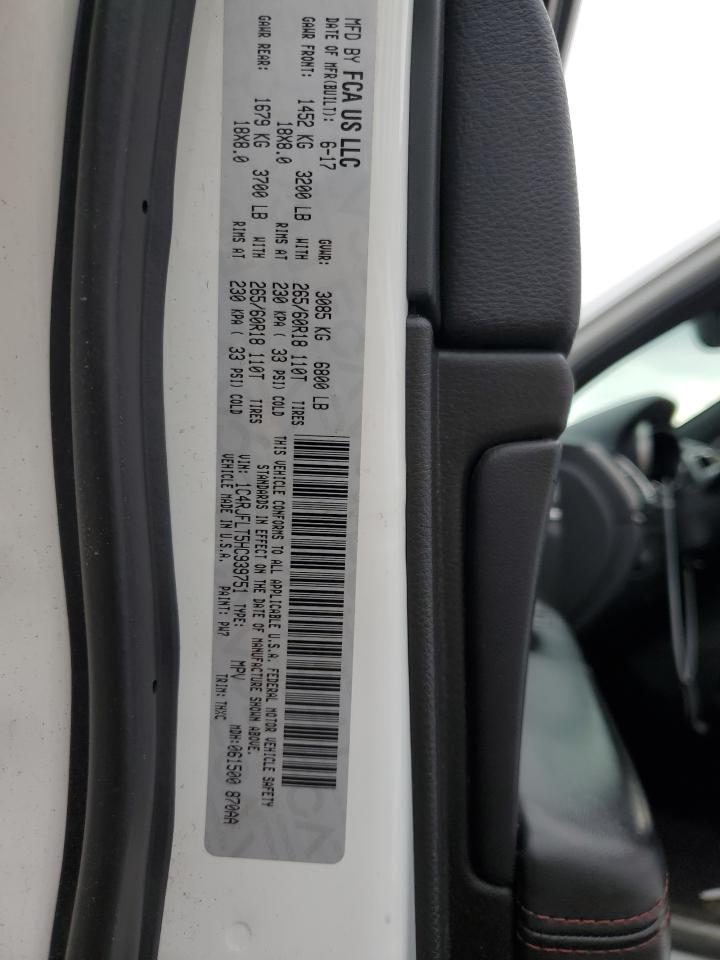 MFD BY FCA US LLC
DATE OF MFR(BUILT): 6-17 GVWR: 3085 KG 6800 LB
GAWR FRONT: 1452 KG 3200 LB WITH 265/60R18 110T TIRES
18X8.0 RIMS AT 230 KPA ( 33 PSI) COLD
GAWR REAR: 1679 KG 3700 LB WITH 265/60R18 110T TIRES
18X8.0 RIMS AT 230 KPA ( 33 PSI) COLD
THIS VEHICLE CONFORMS TO ALL APPLICABLE U.S.A. FEDERAL MOTOR VEHICLE SAFETY
STANDARDS IN EFFECT ON THE DATE OF MANUFACTURE SHOWN ABOVE.
VIN: 1C4RJFLT5HC939751 TYPE: MPV MDH:061500 870AA
VEHICLE MADE IN U.S.A. PAINT: PW7 TRIM: TNXC